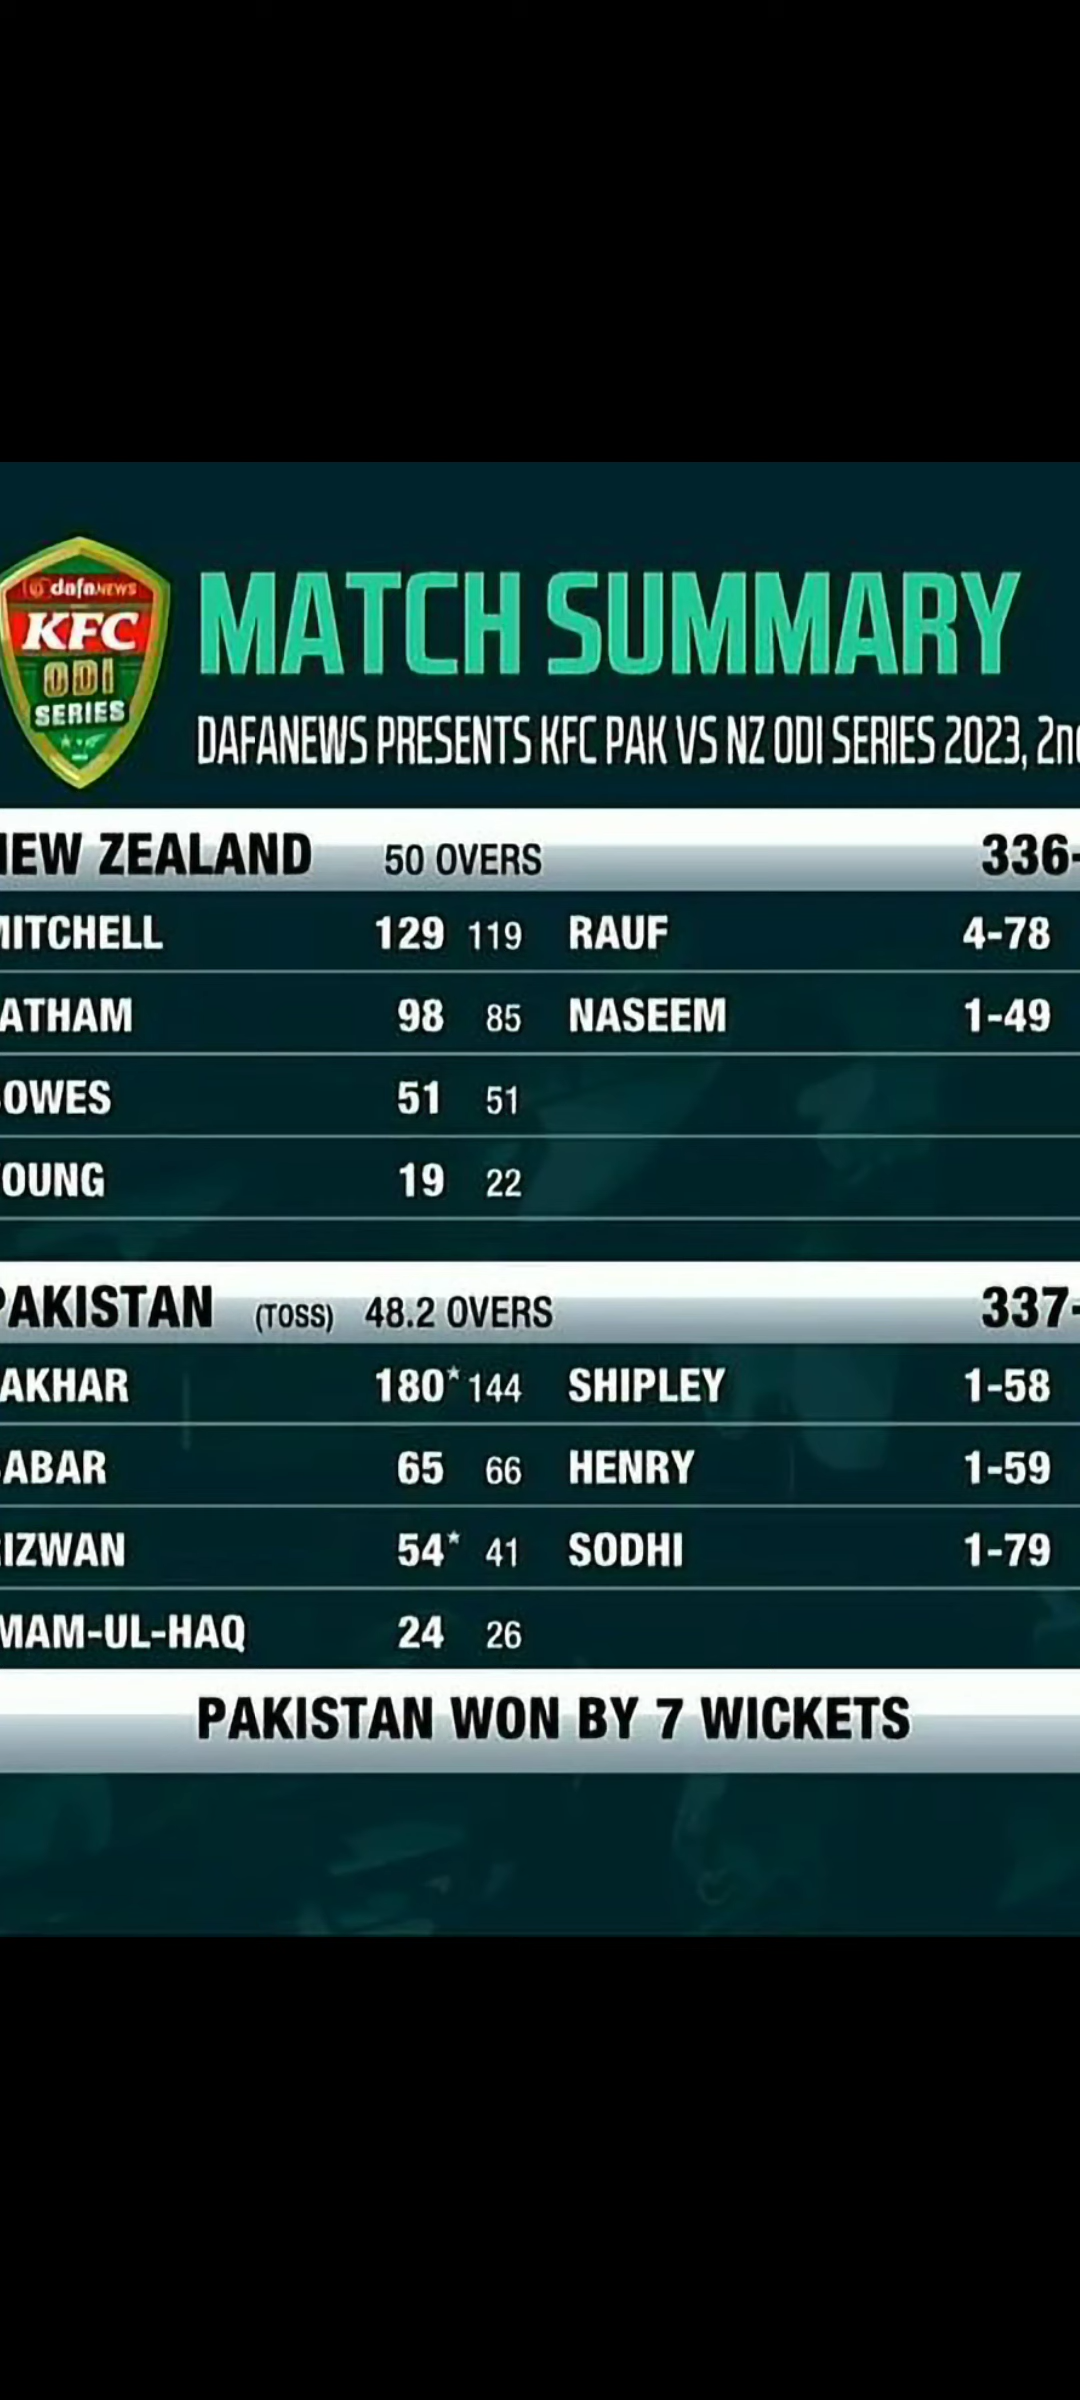 dafaNEWS
KFC
ODI
SERIES
MATCH SUMMARY
DAFANEWS PRESENTS KFC PAK VS NZ ODI SERIES 2023, 2n
EW ZEALAND 50 OVERS 336-
MITCHELL 129 119 RAUF 4-78
ATHAM 98 85 NASEEM 1-49
OWES 51 51
OUNG 19 22
PAKISTAN (TOSS) 48.2 OVERS 337-
AKHAR 180* 144 SHIPLEY 1-58
ABAR 65 66 HENRY 1-59
IZWAN 54* 41 SODHI 1-79
MAM-UL-HAQ 24 26
PAKISTAN WON BY 7 WICKETS